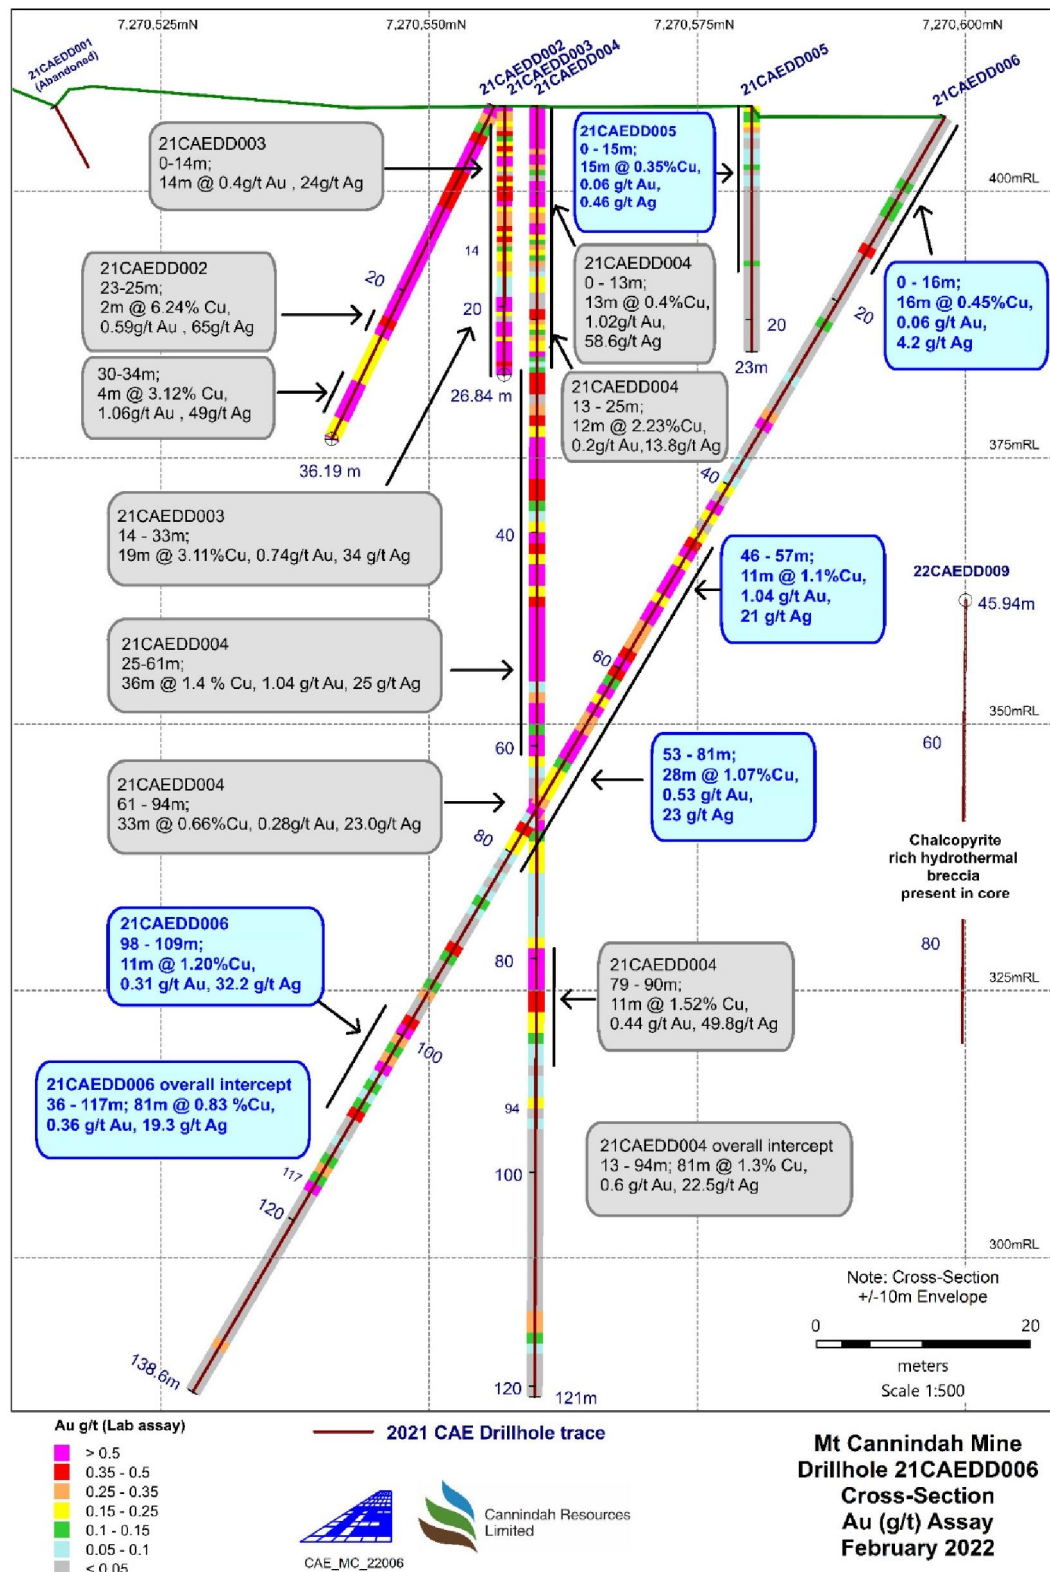 7,270,525mN
7,270,550mN
7,270,575mN
7,270,600mN
21CAEDD001
(Abandoned)
21CAEDD002
21CAEDD003
21CAEDD004
21CAEDD005
21CAEDD006
21CAEDD003
0-14m;
14m @ 0.4g/t Au , 24g/t Ag
21CAEDD005
0 - 15m;
15m @ 0.35%Cu,
0.06 g/t Au,
0.46 g/t Ag
400mRL
21CAEDD002
23-25m;
2m @ 6.24% Cu,
0.59g/t Au , 65g/t Ag
20
14
20
21CAEDD004
0 - 13m;
13m @ 0.4%Cu,
1.02g/t Au,
58.6g/t Ag
20
23m
20
0 - 16m;
16m @ 0.45%Cu,
0.06 g/t Au,
4.2 g/t Ag
30-34m;
4m @ 3.12% Cu,
1.06g/t Au , 49g/t Ag
26.84 m
36.19 m
21CAEDD004
13 - 25m;
12m @ 2.23%Cu,
0.2g/t Au,13.8g/t Ag
375mRL
40
21CAEDD003
14 - 33m;
19m @ 3.11%Cu, 0.74g/t Au, 34 g/t Ag
40
46 - 57m;
11m @ 1.1%Cu,
1.04 g/t Au,
21 g/t Ag
22CAEDD009
45.94m
21CAEDD004
25-61m;
36m @ 1.4 % Cu, 1.04 g/t Au, 25 g/t Ag
60
350mRL
60
60
53 - 81m;
28m @ 1.07%Cu,
0.53 g/t Au,
23 g/t Ag
21CAEDD004
61 - 94m;
33m @ 0.66%Cu, 0.28g/t Au, 23.0g/t Ag
80
Chalcopyrite
rich hydrothermal
breccia
present in core
21CAEDD006
98 - 109m;
11m @ 1.20%Cu,
0.31 g/t Au, 32.2 g/t Ag
80
21CAEDD004
79 - 90m;
11m @ 1.52% Cu,
0.44 g/t Au, 49.8g/t Ag
80
325mRL
100
21CAEDD006 overall intercept
36 - 117m; 81m @ 0.83 %Cu,
0.36 g/t Au, 19.3 g/t Ag
94
21CAEDD004 overall intercept
13 - 94m; 81m @ 1.3% Cu,
0.6 g/t Au, 22.5g/t Ag
117
100
120
300mRL
Note: Cross-Section
+/-10m Envelope
0
20
meters
Scale 1:500
138.6m
120
121m
Au g/t (Lab assay)
> 0.5
0.35 - 0.5
0.25 - 0.35
0.15 - 0.25
0.1 - 0.15
0.05 - 0.1
< 0.05
2021 CAE Drillhole trace
CAE_MC_22006
Cannindah Resources
Limited
Mt Cannindah Mine
Drillhole 21CAEDD006
Cross-Section
Au (g/t) Assay
February 2022